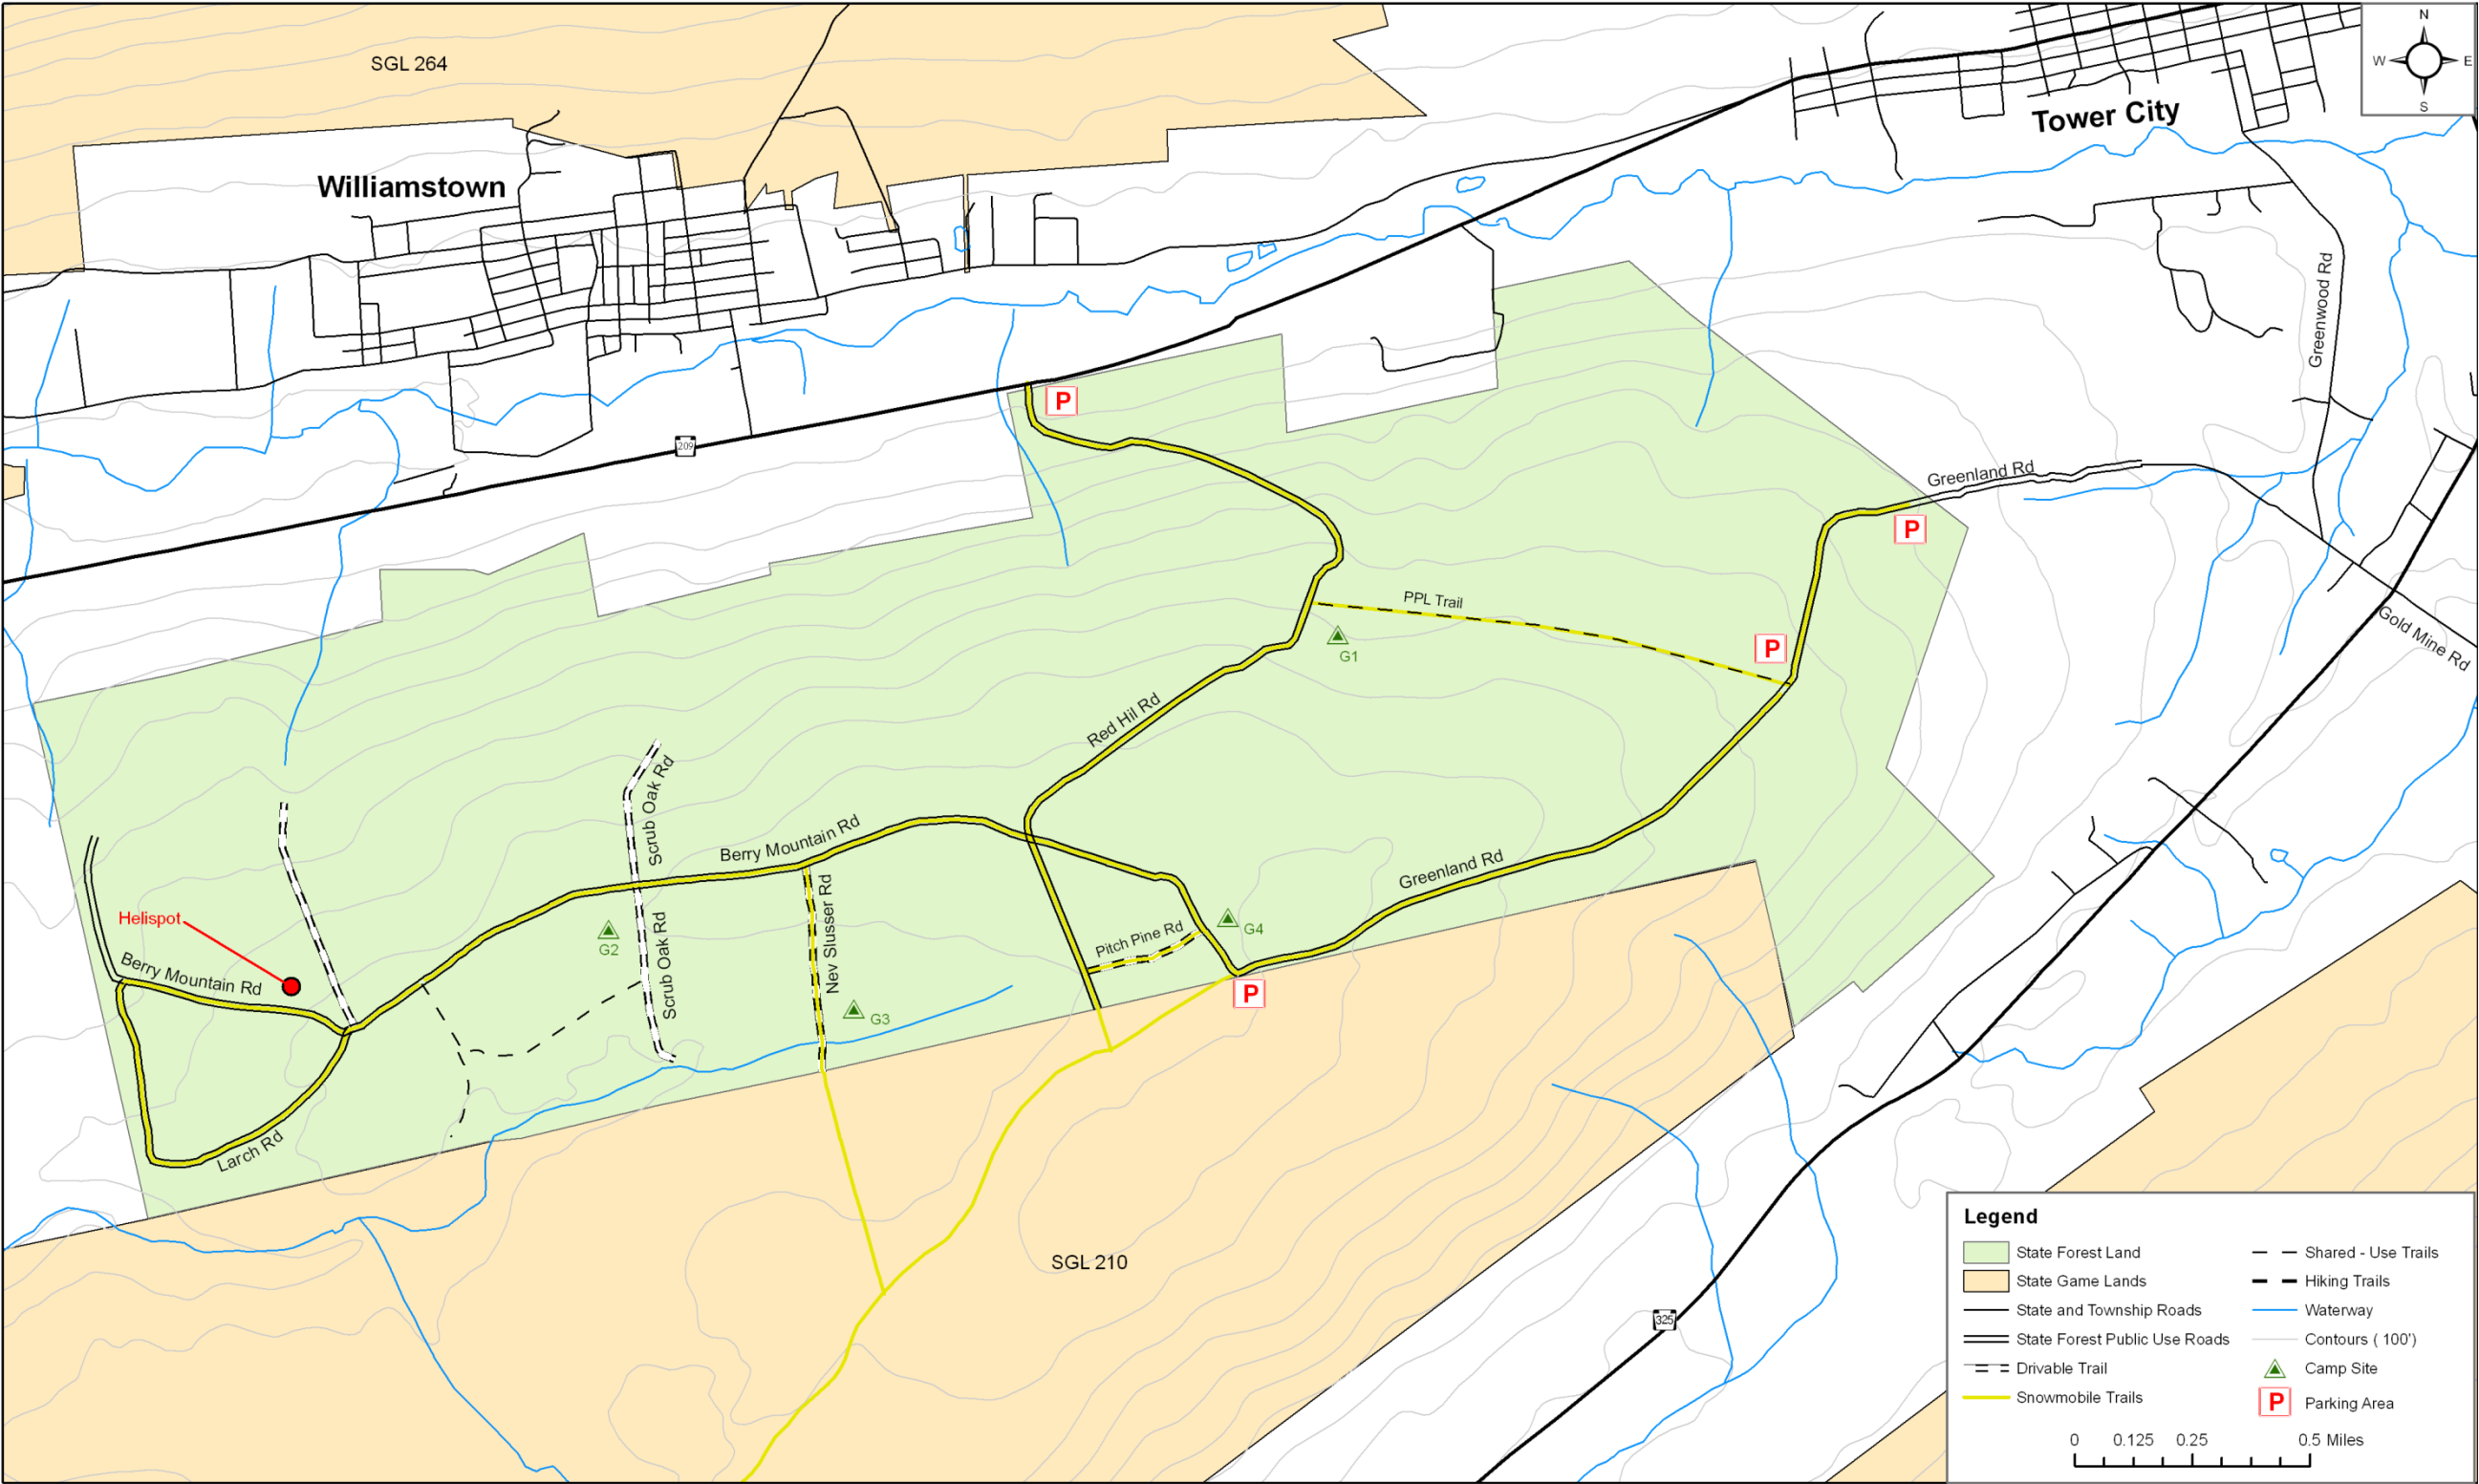 SGL 264
N
W E
S
Tower City
Williamstown
Greenwood Rd
P
209
Greenland Rd
P
PPL Trail
Gold Mine Rd
P
G1
Red Hil Rd
Scrub Oak Rd
Berry Mountain Rd
Greenland Rd
Helispot
Nev Slusser Rd
Scrub Oak Rd
G2
Pitch Pine Rd
G4
Berry Mountain Rd
P
G3
Larch Rd
SGL 210
325
Legend
State Forest Land
State Game Lands
State and Township Roads
State Forest Public Use Roads
Drivable Trail
Snowmobile Trails
Shared - Use Trails
Hiking Trails
Waterway
Contours ( 100')
Camp Site
P Parking Area
0 0.125 0.25 0.5 Miles